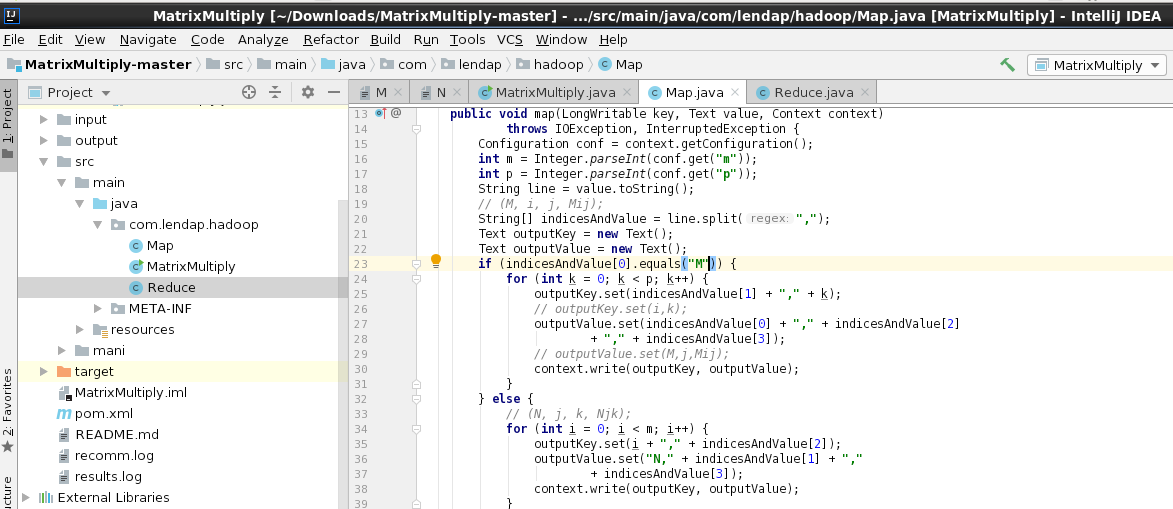 MatrixMultiply [~/Downloads/MatrixMultiply-master] - .../src/main/java/com/lendap/hadoop/Map.java [MatrixMultiply] - IntelliJ IDEA
File Edit View Navigate Code Analyze Refactor Build Run Tools VCS Window Help
MatrixMultiply-master src main java com lendap hadoop Map MatrixMultiply
1: Project
2: Favorites
Project
input
output
src
main
java
com.lendap.hadoop
Map
MatrixMultiply
Reduce
META-INF
resources
mani
target
MatrixMultiply.iml
pom.xml
README.md
recomm.log
results.log
External Libraries
M N MatrixMultiply.java Map.java Reduce.java
13 public void map(LongWritable key, Text value, Context context)
14 throws IOException, InterruptedException {
15 Configuration conf = context.getConfiguration();
16 int m = Integer.parseInt(conf.get("m"));
17 int p = Integer.parseInt(conf.get("p"));
18 String line = value.toString();
19 // (M, i, j, Mij);
20 String[] indicesAndValue = line.split( regex: ",");
21 Text outputKey = new Text();
22 Text outputValue = new Text();
23 if (indicesAndValue[0].equals("M")) {
24 for (int k = 0; k < p; k++) {
25 outputKey.set(indicesAndValue[1] + "," + k);
26 // outputKey.set(i,k);
27 outputValue.set(indicesAndValue[0] + "," + indicesAndValue[2]
28 + "," + indicesAndValue[3]);
29 // outputValue.set(M,j,Mij);
30 context.write(outputKey, outputValue);
31 }
32 } else {
33 // (N, j, k, Njk);
34 for (int i = 0; i < m; i++) {
35 outputKey.set(i + "," + indicesAndValue[2]);
36 outputValue.set("N," + indicesAndValue[1] + ","
37 + indicesAndValue[3]);
38 context.write(outputKey, outputValue);
39 }